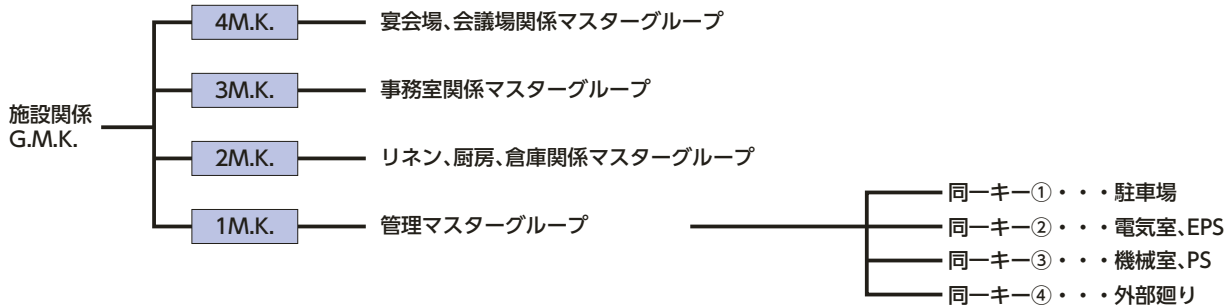 4M.K. 宴会場、会議場関係マスターグループ
3M.K. 事務室関係マスターグループ
施設関係
G.M.K.
2M.K. リネン、厨房、倉庫関係マスターグループ
1M.K. 管理マスターグループ
同一キー①・・・駐車場
同一キー②・・・電気室、EPS
同一キー③・・・機械室、PS
同一キー④・・・外部廻り